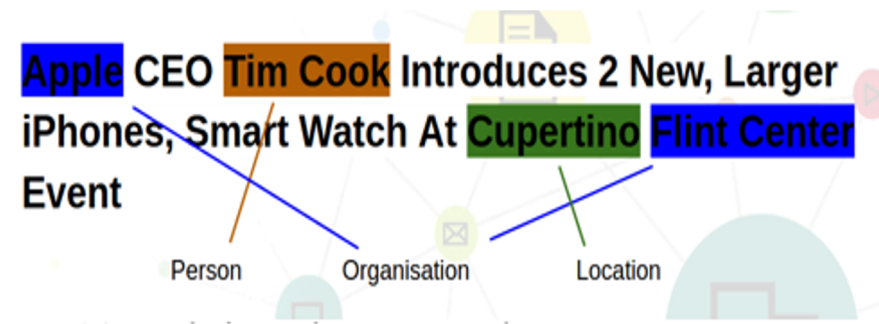 Apple CEO Tim Cook Introduces 2 New, Larger
iPhones, Smart Watch At Cupertino Flint Center
Event
Person Organisation Location